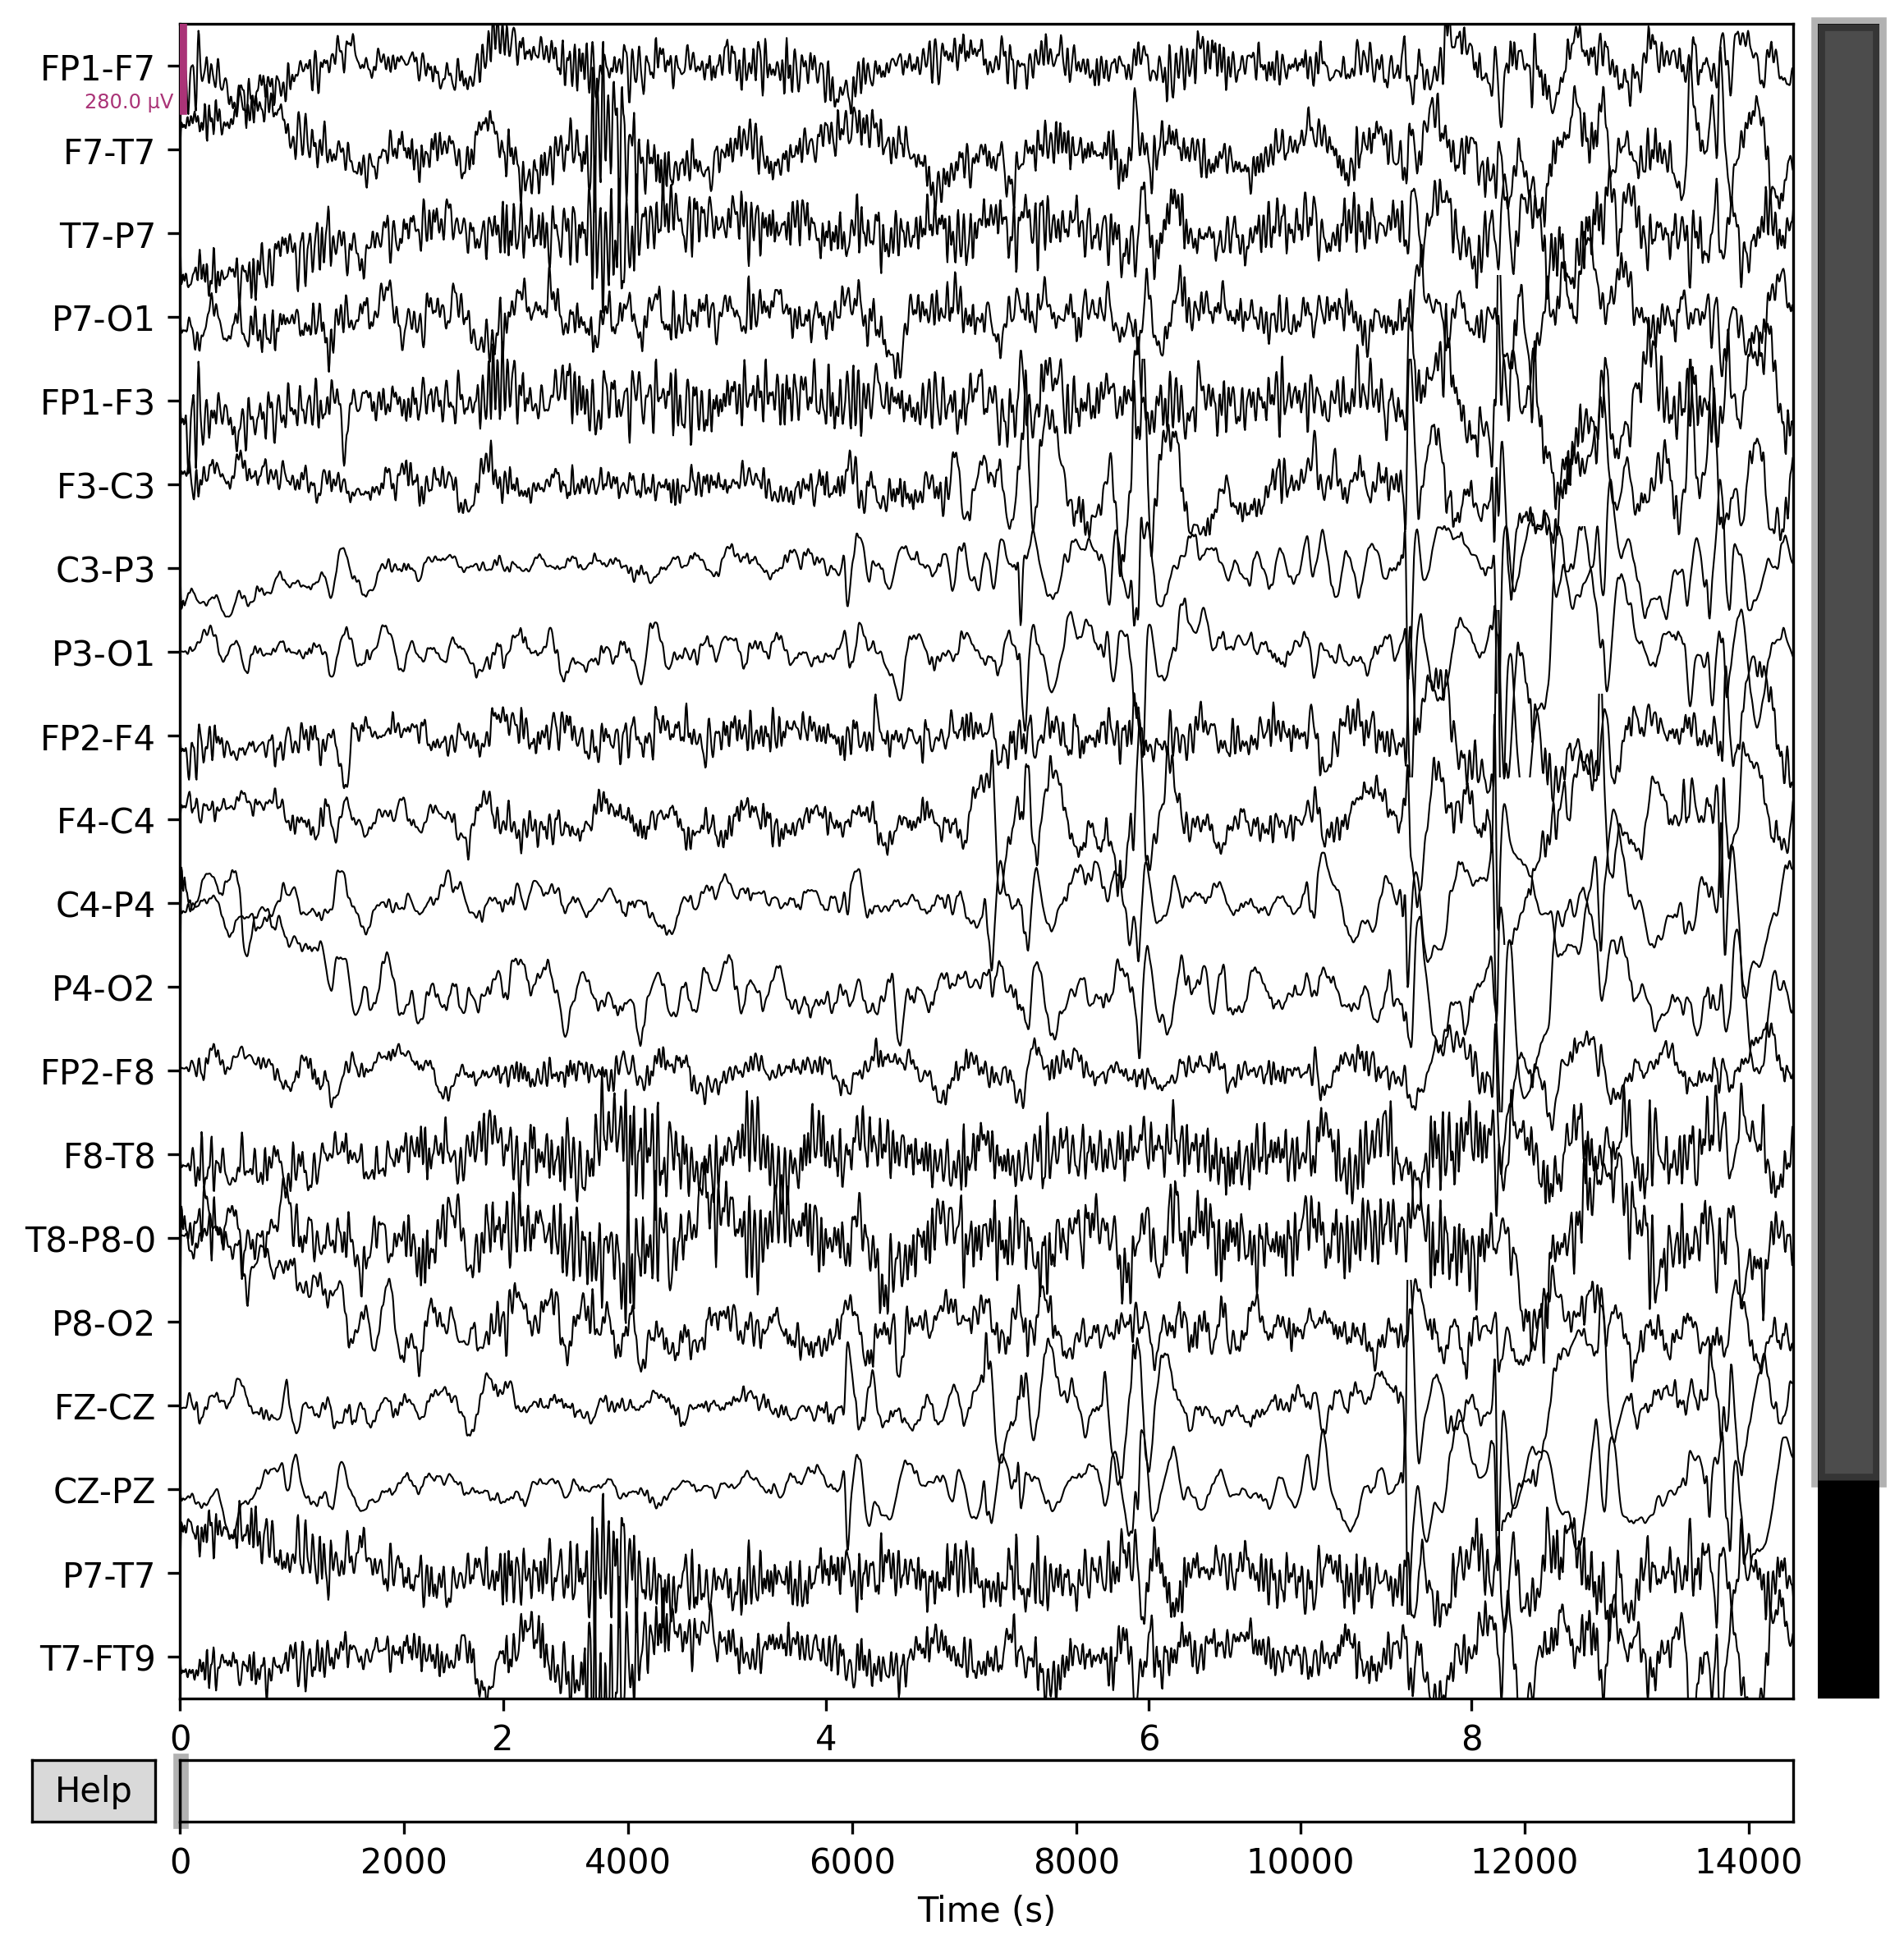 FP1-F7
280.0 µV
F7-T7
T7-P7
P7-O1
FP1-F3
F3-C3
C3-P3
P3-O1
FP2-F4
F4-C4
C4-P4
P4-O2
FP2-F8
F8-T8
T8-P8-0
P8-O2
FZ-CZ
CZ-PZ
P7-T7
T7-FT9
0 2 4 6 8
Help
0 2000 4000 6000 8000 10000 12000 14000
Time (s)